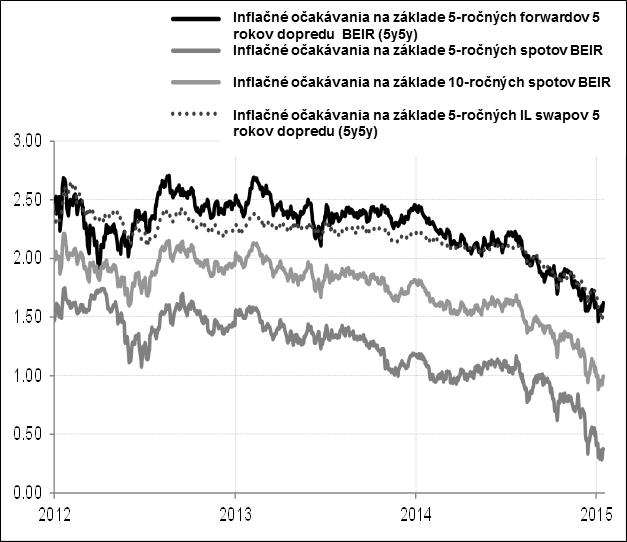 Inflačné očakávania na základe 5-ročných forwardov 5
rokov dopredu BEIR (5y5y)
Inflačné očakávania na základe 5-ročných spotov BEIR
Inflačné očakávania na základe 10-ročných spotov BEIR
Inflačné očakávania na základe 5-ročných IL swapov 5
rokov dopredu (5y5y)
3.00
2.50
2.00
1.50
1.00
0.50
0.00
2012 2013 2014 2015